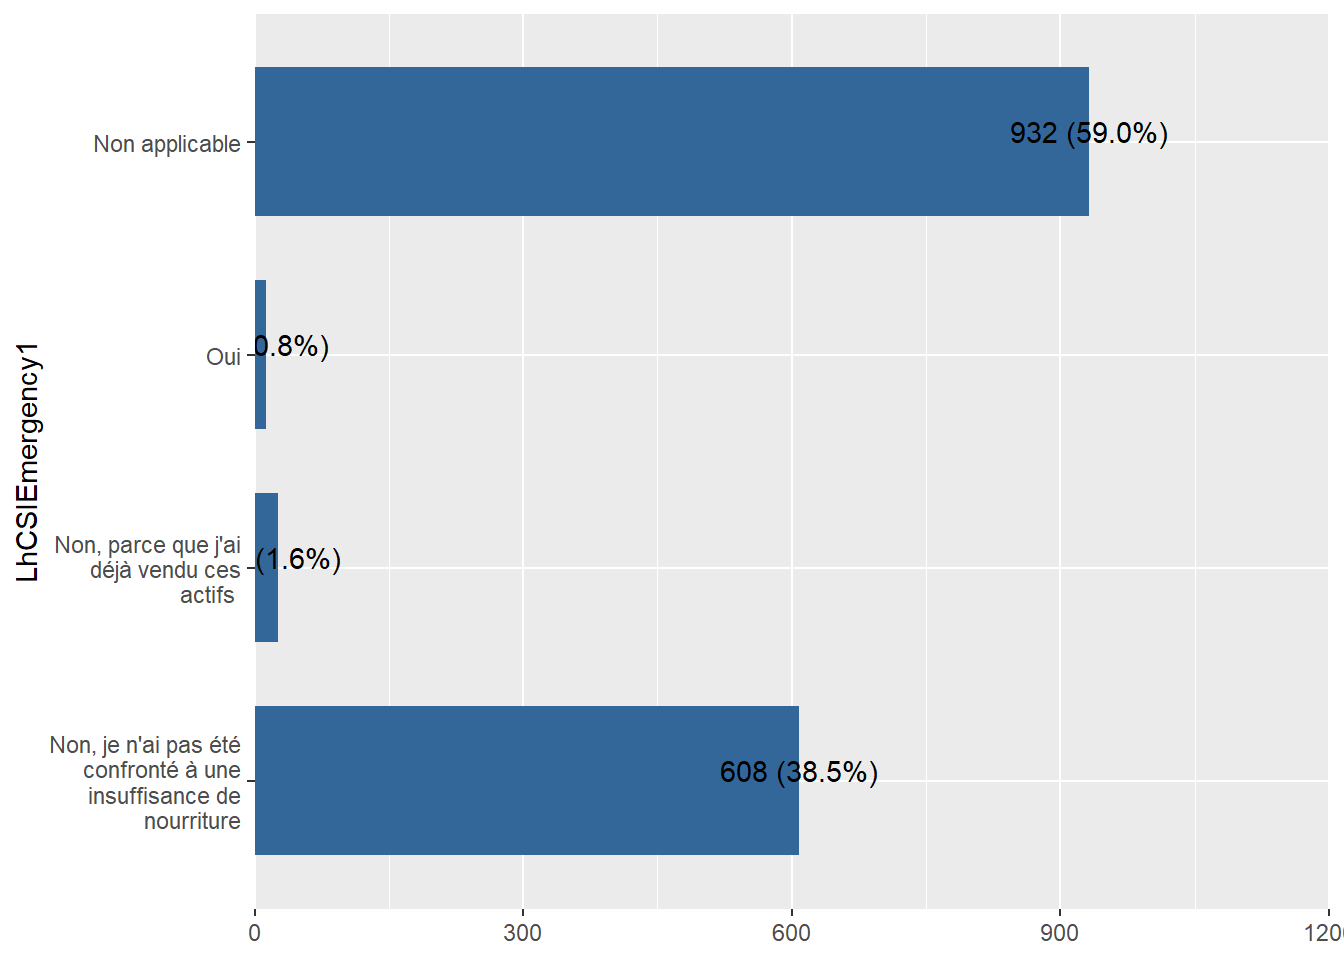 LhCSIEmergency1
Non applicable
932 (59.0%)
Oui
0.8%)
Non, parce que j'ai
déjà vendu ces
actifs
(1.6%)
Non, je n'ai pas été
confronté à une
insuffisance de
nourriture
608 (38.5%)
0 300 600 900 120